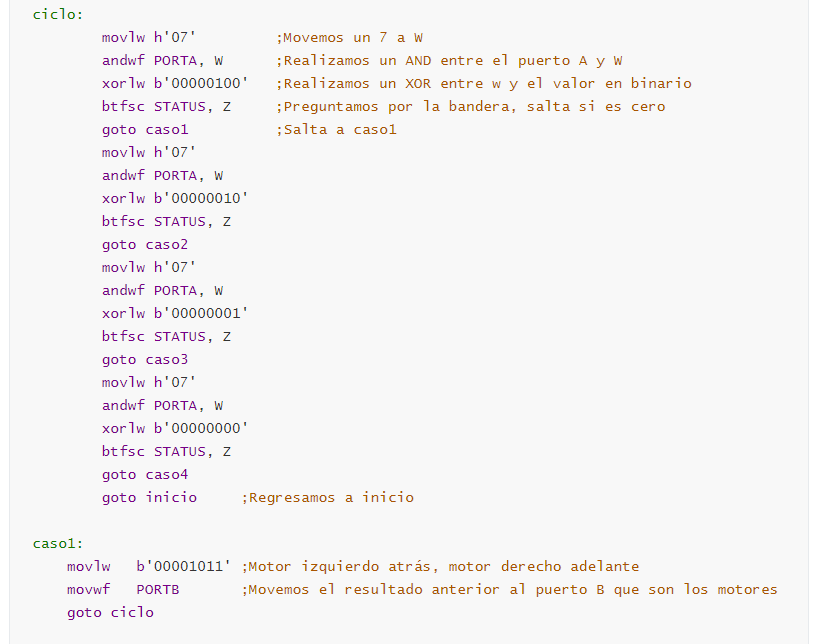 ciclo:
movlw h'07' ;Movemos un 7 a W
andwf PORTA, W ;Realizamos un AND entre el puerto A y W
xorlw b'00000100' ;Realizamos un XOR entre w y el valor en binario
btfsc STATUS, Z ;Preguntamos por la bandera, salta si es cero
goto caso1 ;Salta a caso1
movlw h'07'
andwf PORTA, W
xorlw b'00000010'
btfsc STATUS, Z
goto caso2
movlw h'07'
andwf PORTA, W
xorlw b'00000001'
btfsc STATUS, Z
goto caso3
movlw h'07'
andwf PORTA, W
xorlw b'00000000'
btfsc STATUS, Z
goto caso4
goto inicio ;Regresamos a inicio
caso1:
movlw b'00001011' ;Motor izquierdo atrás, motor derecho adelante
movwf PORTB ;Movemos el resultado anterior al puerto B que son los motores
goto ciclo